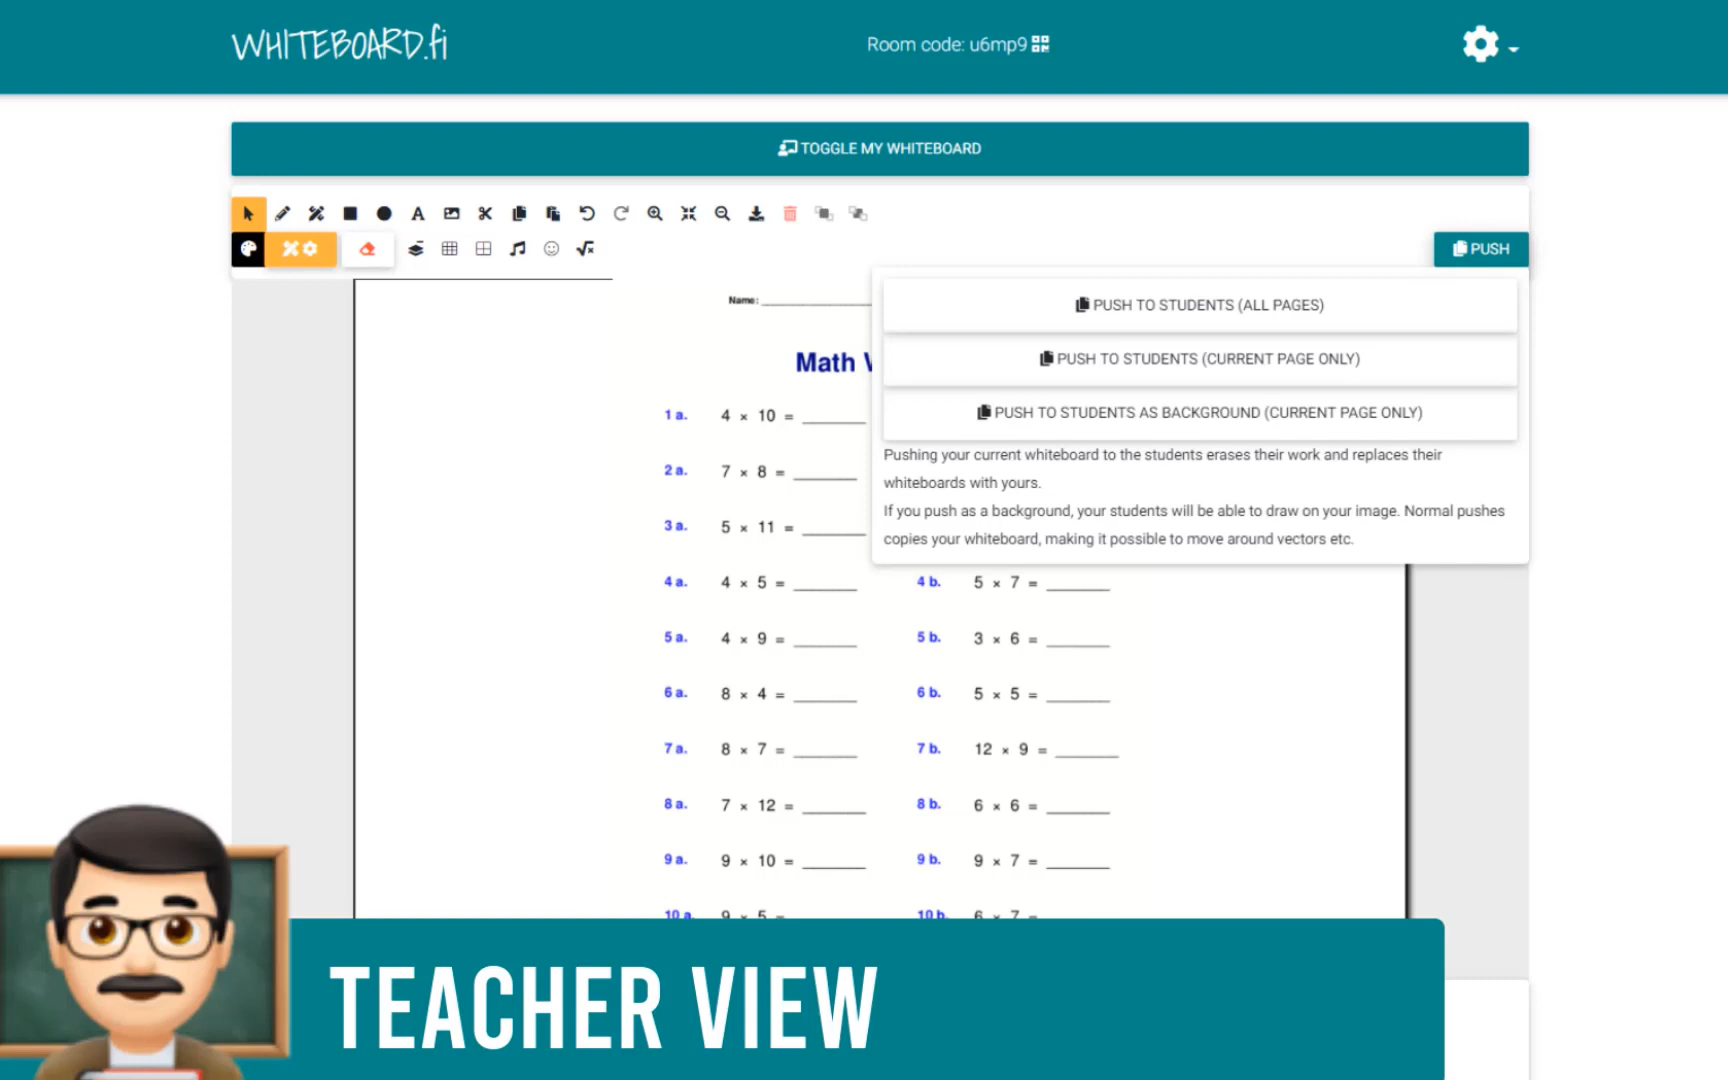 WHITEBOARD.fi
Room code: u6mp9
TOGGLE MY WHITEBOARD
PUSH
PUSH TO STUDENTS (ALL PAGES)
PUSH TO STUDENTS (CURRENT PAGE ONLY)
PUSH TO STUDENTS AS BACKGROUND (CURRENT PAGE ONLY)
Pushing your current whiteboard to the students erases their work and replaces their
whiteboards with yours.
If you push as a background, your students will be able to draw on your image. Normal pushes
copies your whiteboard, making it possible to move around vectors etc.
Name:
Math
1 a. 4 × 10 =
2 a. 7 × 8 =
3 a. 5 × 11 =
4 a. 4 × 5 = 4 b. 5 × 7 =
5 a. 4 × 9 = 5 b. 3 × 6 =
6 a. 8 × 4 = 6 b. 5 × 5 =
7 a. 8 × 7 = 7 b. 12 × 9 =
8 a. 7 × 12 = 8 b. 6 × 6 =
9 a. 9 × 10 = 9 b. 9 × 7 =
10 a. 9 × 5 = 10 b. 6 × 7 =
TEACHER VIEW